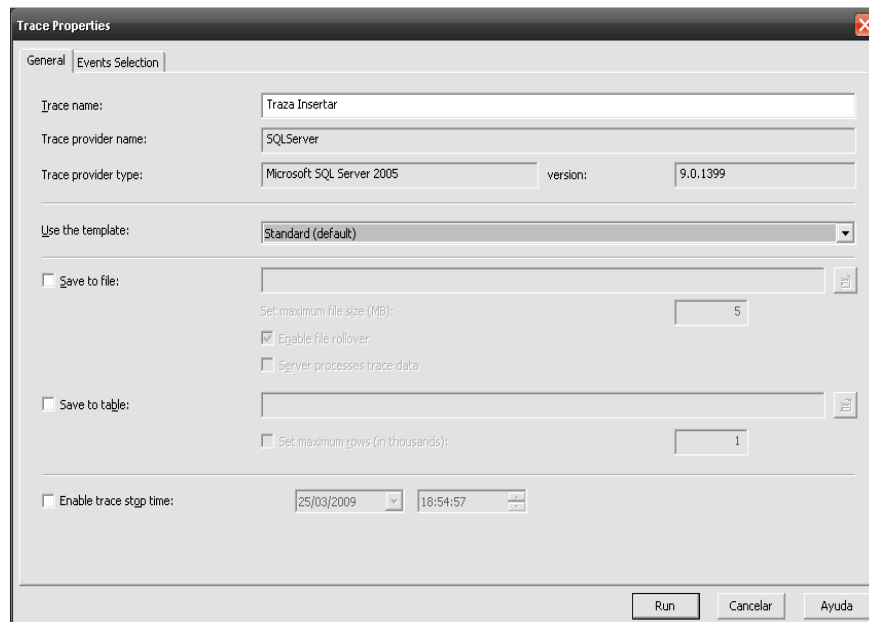 Trace Properties
General Events Selection
Trace name: Traza Insertar
Trace provider name: SQLServer
Trace provider type: Microsoft SQL Server 2005 version: 9.0.1399
Use the template: Standard (default)
Save to file:
Set maximum file size (MB): 5
Enable file rollover
Server processes trace data
Save to table:
Set maximum rows (in thousands): 1
Enable trace stop time: 25/03/2009 18:54:57
Run Cancelar Ayuda